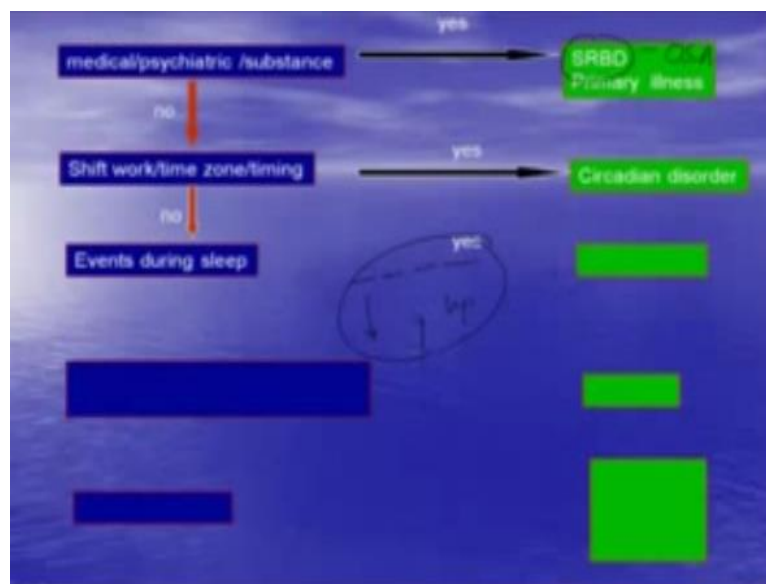 yes
medical/psychiatric /substance
SRBD - OSA
Primary illness
no
yes
Shift work/time zone/timing
Circadian disorder
no
yes
Events during sleep